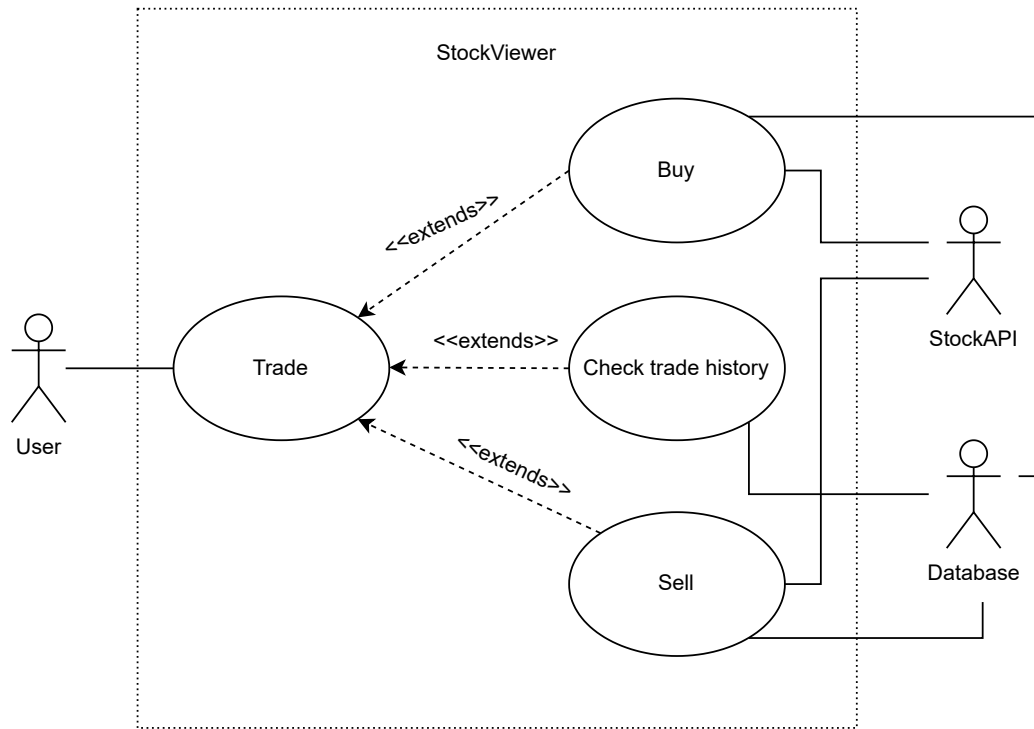 StockViewer
Buy
<<extends>>
StockAPI
<<extends>>
Trade
Check trade history
User
<<extends>>
Database
Sell